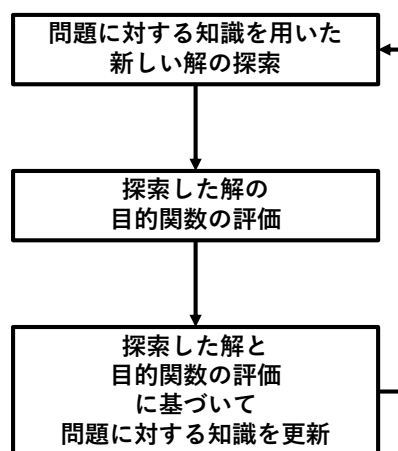 問題に対する知識を用いた
新しい解の探索
探索した解の
目的関数の評価
探索した解と
目的関数の評価
に基づいて
問題に対する知識を更新